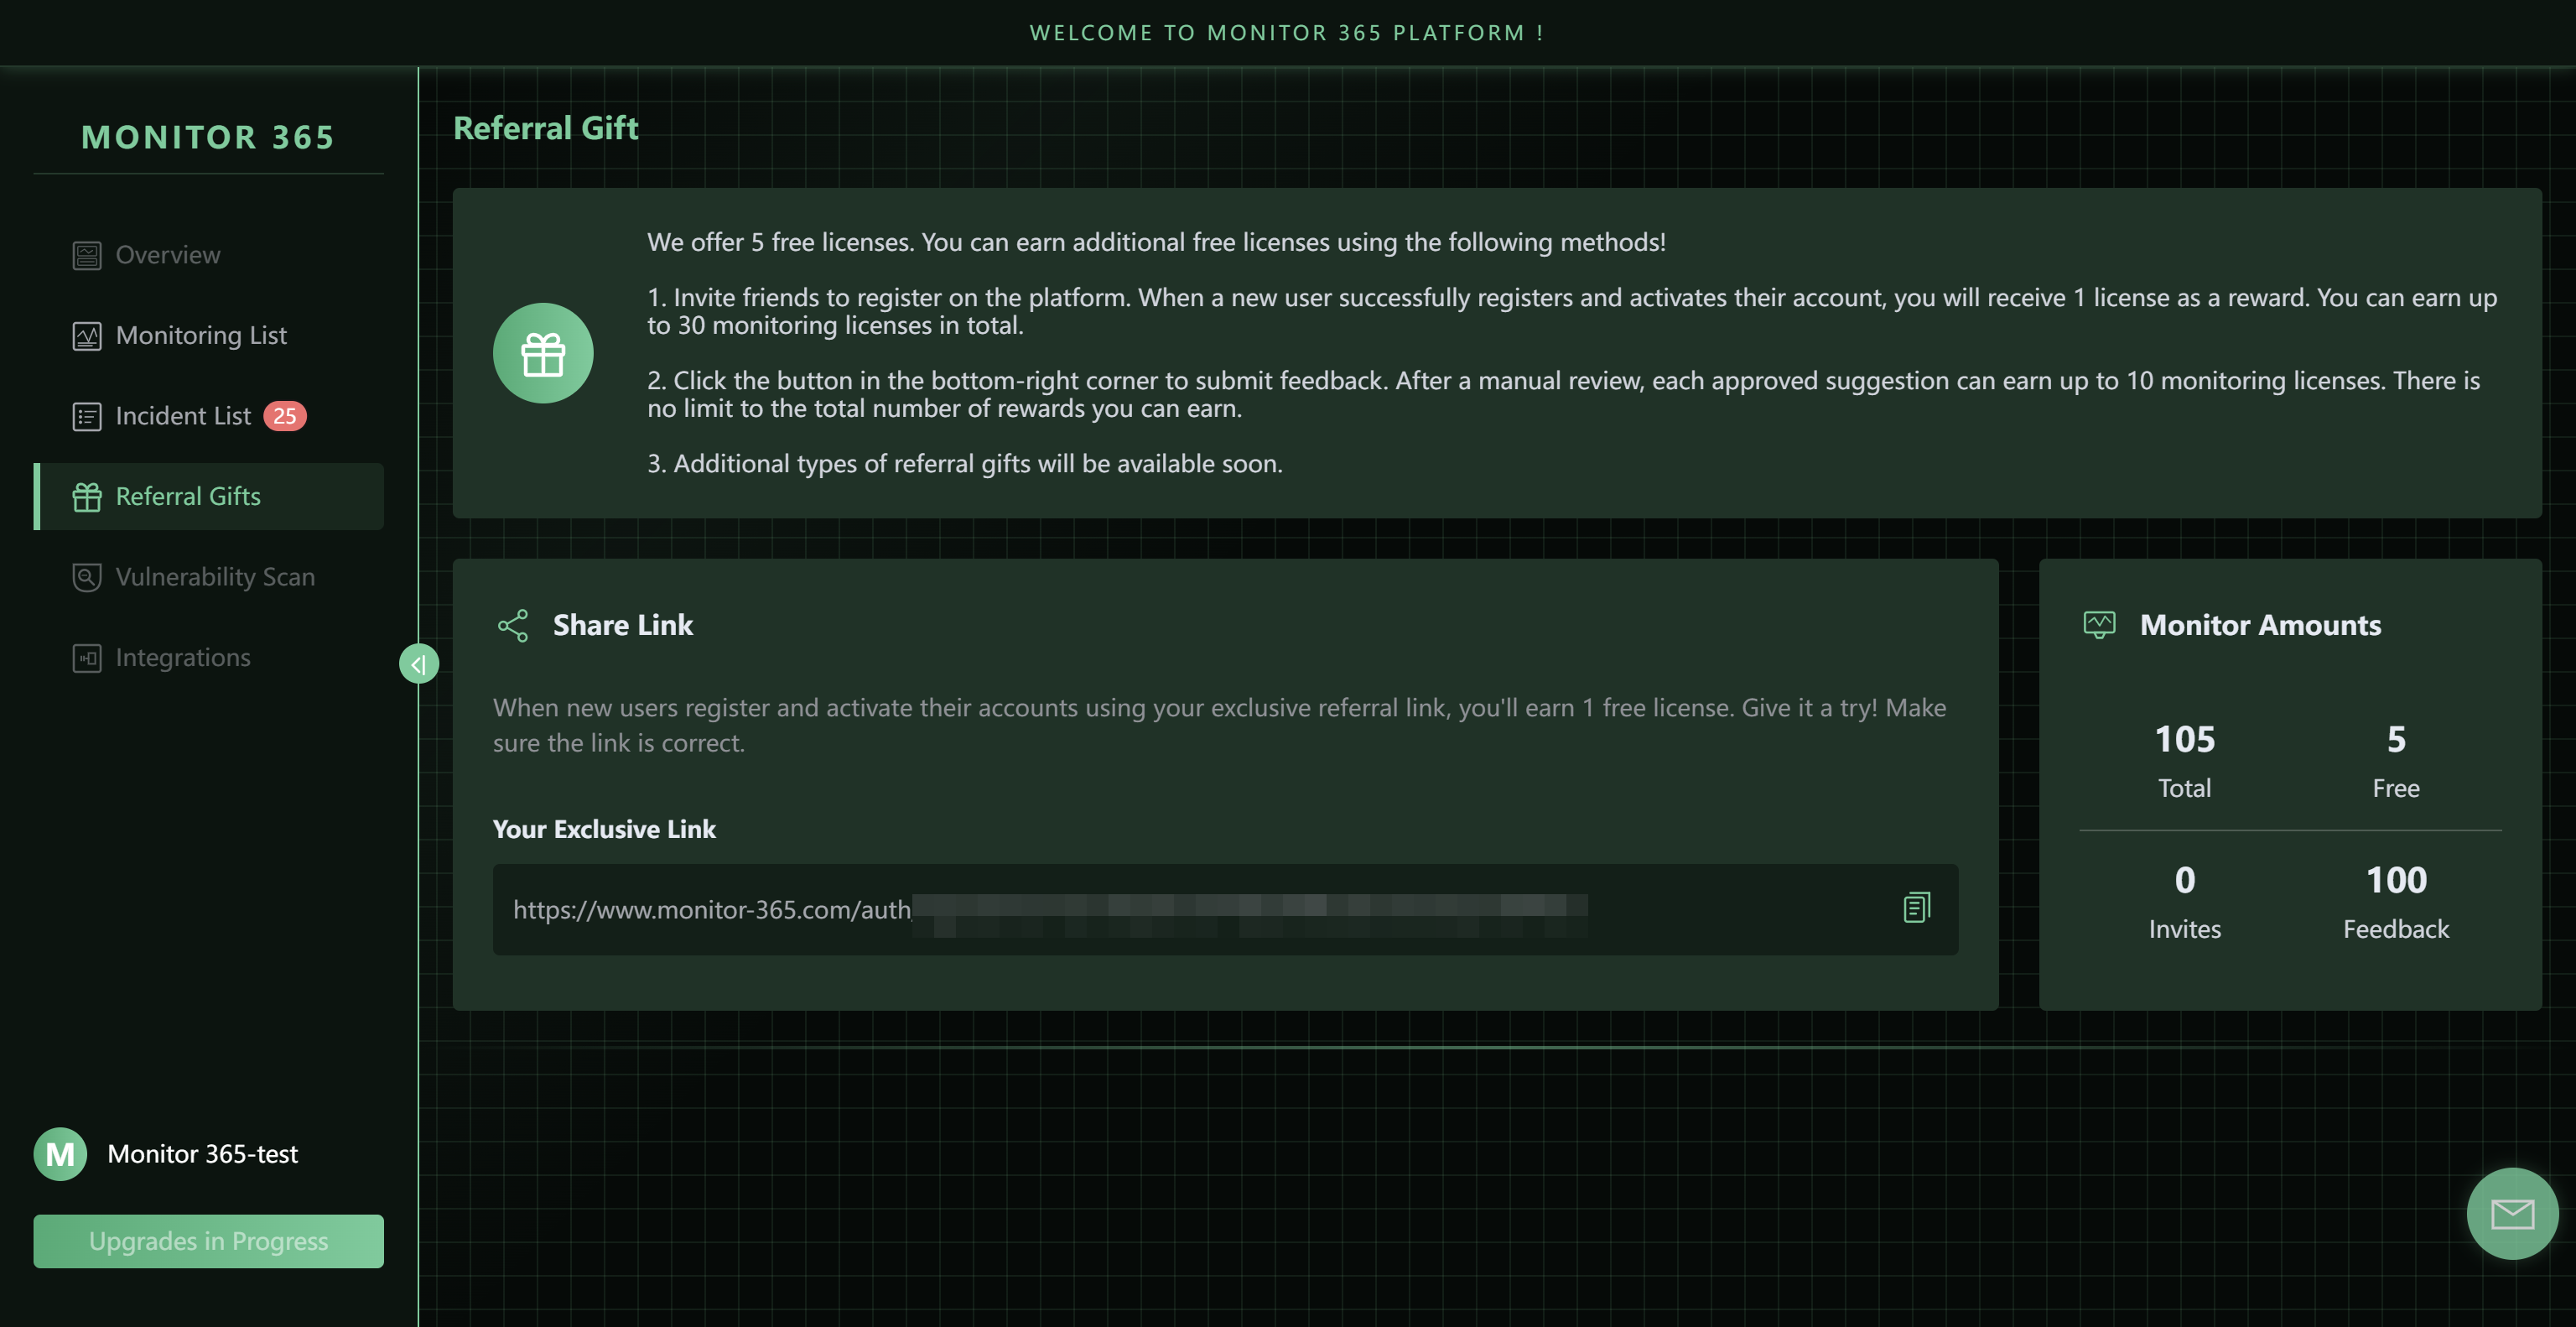 WELCOME TO MONITOR 365 PLATFORM !
MONITOR 365
Overview
Monitoring List
Incident List 25
Referral Gifts
Vulnerability Scan
Integrations
M Monitor 365-test
Upgrades in Progress
Referral Gift
We offer 5 free licenses. You can earn additional free licenses using the following methods!
1. Invite friends to register on the platform. When a new user successfully registers and activates their account, you will receive 1 license as a reward. You can earn up
to 30 monitoring licenses in total.
2. Click the button in the bottom-right corner to submit feedback. After a manual review, each approved suggestion can earn up to 10 monitoring licenses. There is
no limit to the total number of rewards you can earn.
3. Additional types of referral gifts will be available soon.
Share Link
When new users register and activate their accounts using your exclusive referral link, you'll earn 1 free license. Give it a try! Make
sure the link is correct.
Your Exclusive Link
https://www.monitor-365.com/auth
Monitor Amounts
105 5
Total Free
0 100
Invites Feedback